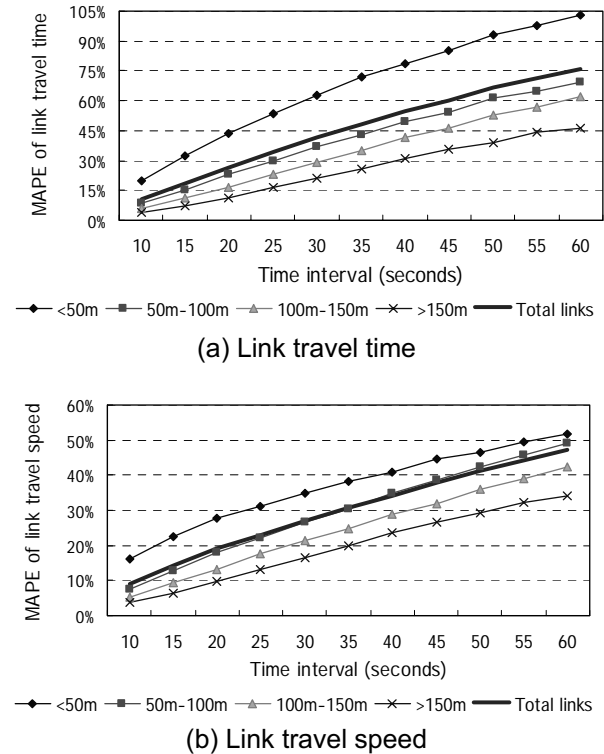 105%
90%
75%
60%
45%
30%
15%
0%
MAPE of link travel time
10 15 20 25 30 35 40 45 50 55 60
Time interval (seconds)
<50m 50m-100m 100m-150m >150m Total links
(a) Link travel time
60%
50%
40%
30%
20%
10%
0%
MAPE of link travel speed
10 15 20 25 30 35 40 45 50 55 60
Time interval (seconds)
<50m 50m-100m 100m-150m >150m Total links
(b) Link travel speed